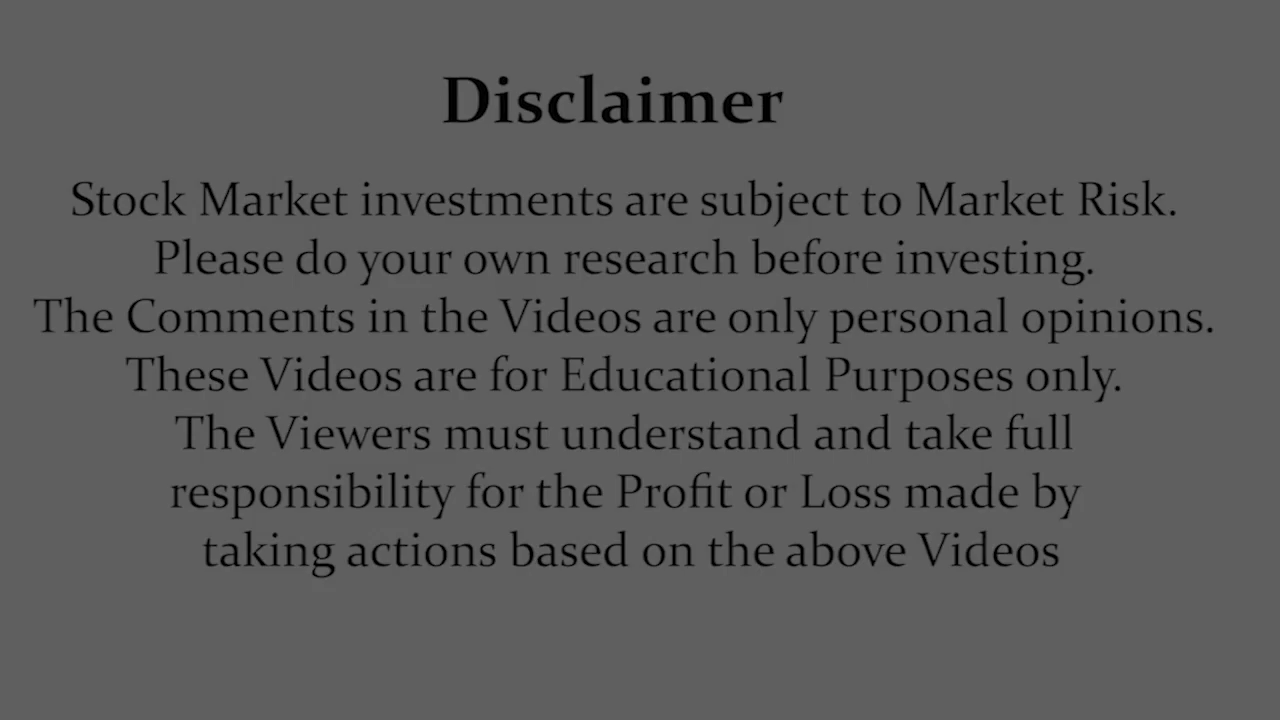 Disclaimer
Stock Market investments are subject to Market Risk.
Please do your own research before investing.
The Comments in the Videos are only personal opinions.
These Videos are for Educational Purposes only.
The Viewers must understand and take full
responsibility for the Profit or Loss made by
taking actions based on the above Videos